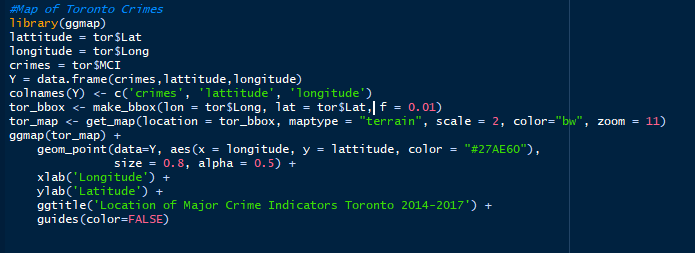 #Map of Toronto Crimes
library(ggmap)
lattitude = tor$Lat
longitude = tor$Long
crimes = tor$MCI
Y = data.frame(crimes,lattitude,longitude)
colnames(Y) <- c('crimes', 'lattitude', 'longitude')
tor_bbox <- make_bbox(lon = tor$Long, lat = tor$Lat, f = 0.01)
tor_map <- get_map(location = tor_bbox, maptype = "terrain", scale = 2, color="bw", zoom = 11)
ggmap(tor_map) +
    geom_point(data=Y, aes(x = longitude, y = lattitude, color = "#27AE60"),
               size = 0.8, alpha = 0.5) +
    xlab('Longitude') +
    ylab('Latitude') +
    ggtitle('Location of Major Crime Indicators Toronto 2014-2017') +
    guides(color=FALSE)